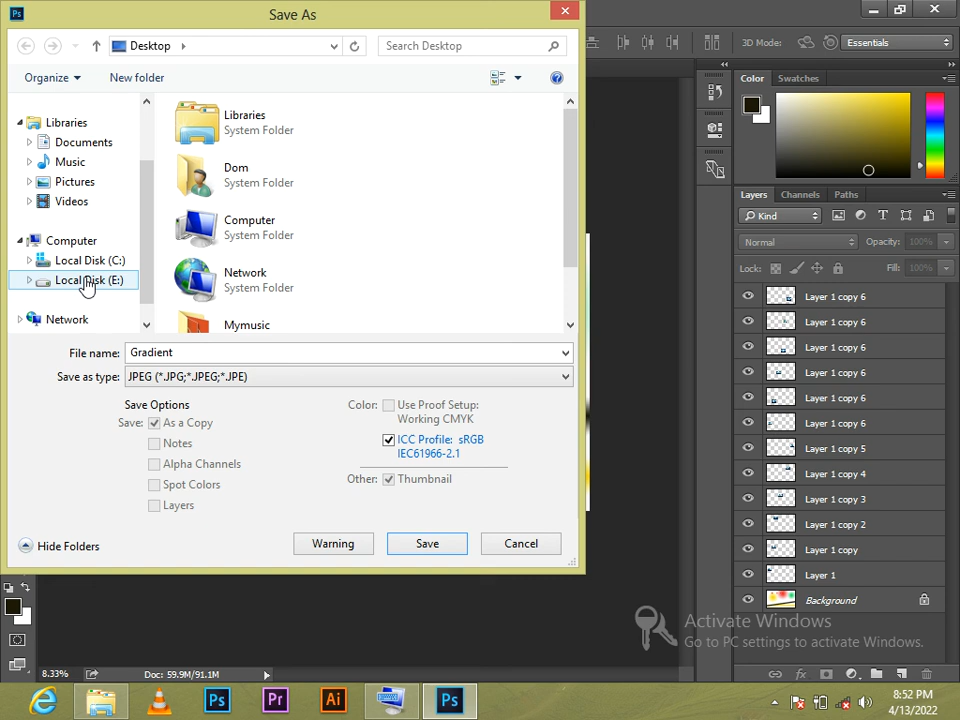 Save As
Desktop
Search Desktop
Organize
New folder
Libraries
Documents
Music
Pictures
Videos
Computer
Local Disk (C:)
Local Disk (E:)
Network
Libraries
System Folder
Dom
System Folder
Computer
System Folder
Network
System Folder
Mymusic
File name: Gradient
Save as type: JPEG (*.JPG;*.JPEG;*.JPE)
Save Options
Save: As a Copy
Notes
Alpha Channels
Spot Colors
Layers
Color: Use Proof Setup:
Working CMYK
ICC Profile: sRGB
IEC61966-2.1
Other: Thumbnail
Hide Folders
Warning
Save
Cancel
3D Mode:
Essentials
Color
Swatches
Layers
Channels
Paths
Kind
Normal
Opacity: 100%
Lock:
Fill: 100%
Layer 1 copy 6
Layer 1 copy 6
Layer 1 copy 6
Layer 1 copy 6
Layer 1 copy 6
Layer 1 copy 6
Layer 1 copy 5
Layer 1 copy 4
Layer 1 copy 3
Layer 1 copy 2
Layer 1 copy
Layer 1
Background
Activate Windows
Go to PC settings to activate Windows.
8.33%
Doc: 59.9M/91.1M
Ps
Pr
Ai
Ps
8:52 PM
4/13/2022